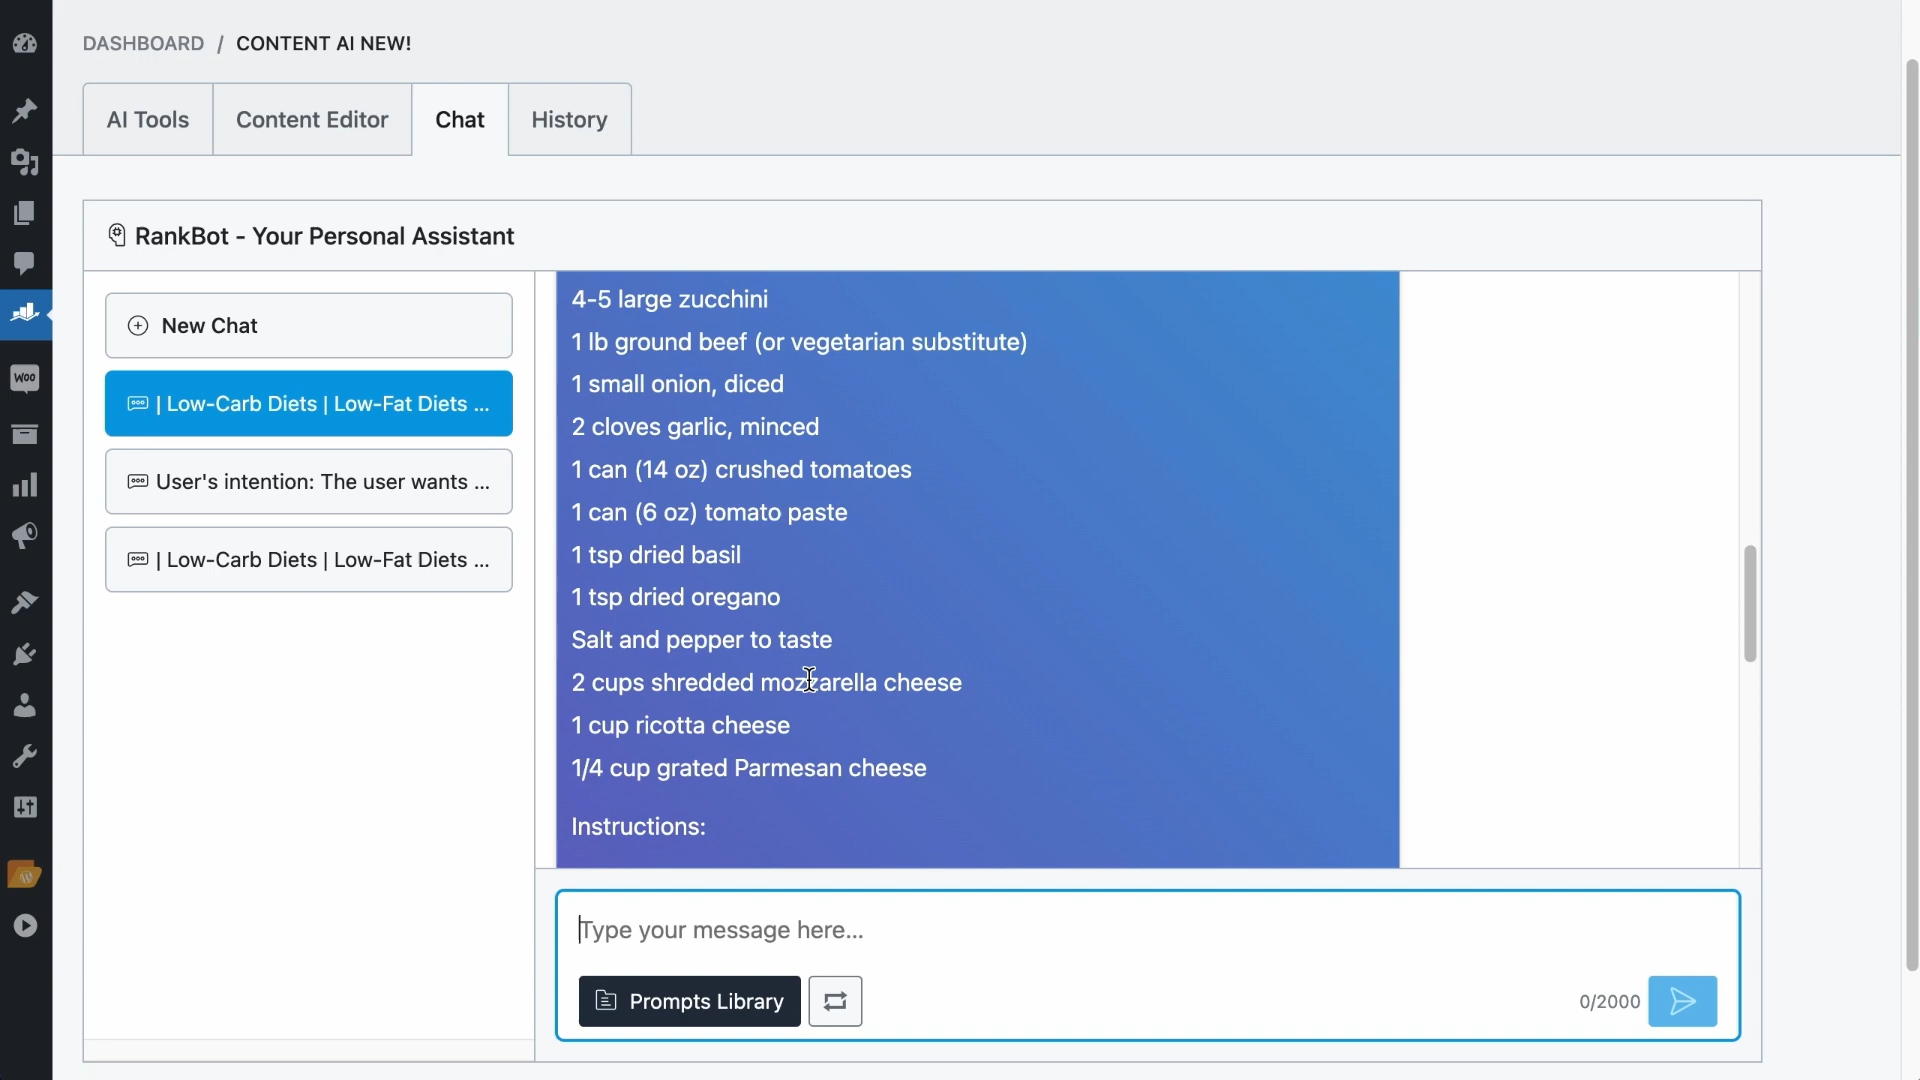 DASHBOARD / CONTENT AI NEW!
AI Tools
Content Editor
Chat
History
RankBot - Your Personal Assistant
New Chat
| Low-Carb Diets | Low-Fat Diets ...
User's intention: The user wants ...
| Low-Carb Diets | Low-Fat Diets ...
4-5 large zucchini
1 lb ground beef (or vegetarian substitute)
1 small onion, diced
2 cloves garlic, minced
1 can (14 oz) crushed tomatoes
1 can (6 oz) tomato paste
1 tsp dried basil
1 tsp dried oregano
Salt and pepper to taste
2 cups shredded mozzarella cheese
1 cup ricotta cheese
1/4 cup grated Parmesan cheese
Instructions:
Type your message here...
Prompts Library
0/2000
Woo